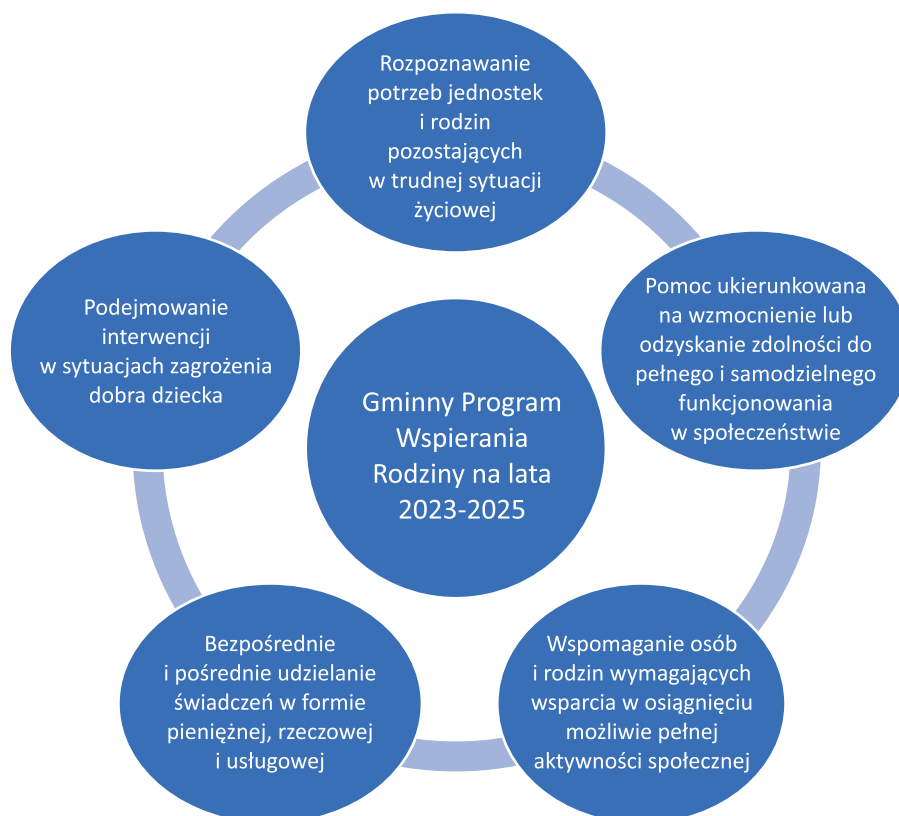 Rozpoznawanie
potrzeb jednostek
i rodzin
pozostających
w trudnej sytuacji
życiowej
Pomoc ukierunkowana
na wzmocnienie lub
odzyskanie zdolności do
pełnego i samodzielnego
funkcjonowania
w społeczeństwie
Wspomaganie osób
i rodzin wymagających
wsparcia w osiągnięciu
możliwie pełnej
aktywności społecznej
Bezpośrednie
i pośrednie udzielanie
świadczeń w formie
pieniężnej, rzeczowej
i usługowej
Podejmowanie
interwencji
w sytuacjach zagrożenia
dobra dziecka
Gminny Program
Wspierania
Rodziny na lata
2023-2025